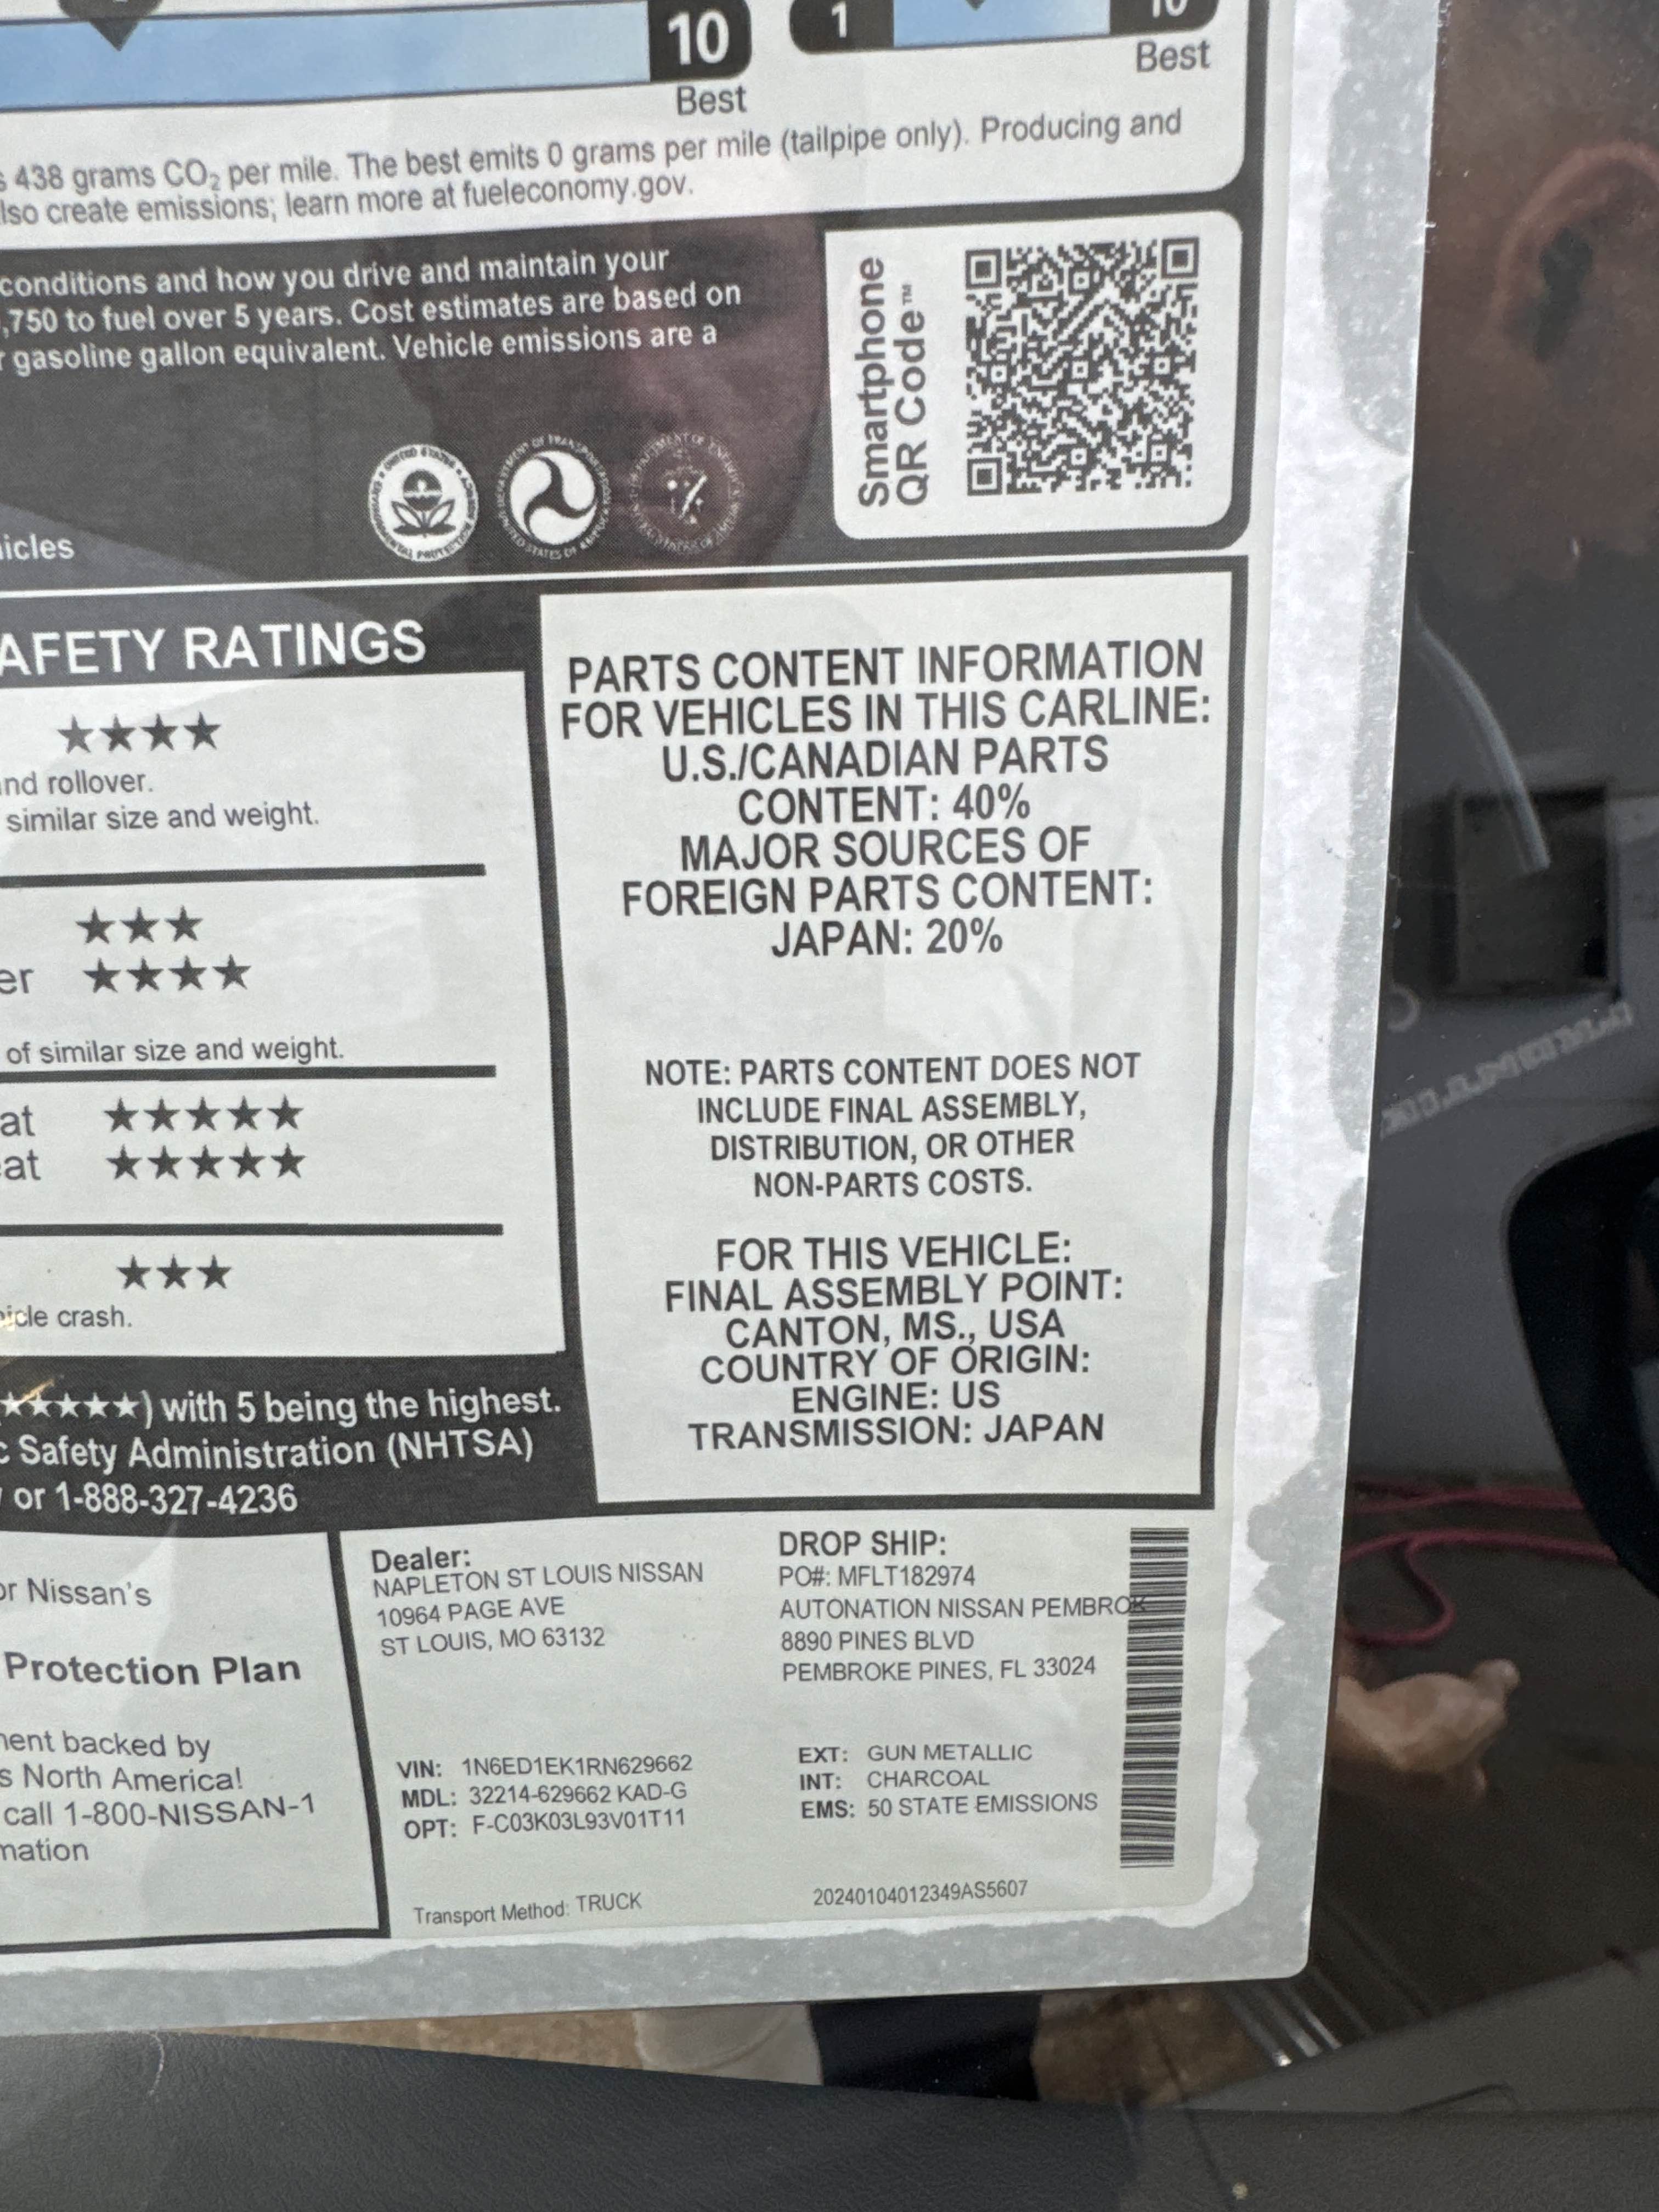 10
Best
1
10
Best
438 grams CO₂ per mile. The best emits 0 grams per mile (tailpipe only). Producing and
lso create emissions; learn more at fueleconomy.gov.
conditions and how you drive and maintain your
,750 to fuel over 5 years. Cost estimates are based on
gasoline gallon equivalent. Vehicle emissions are a
Smartphone
QR Code™
icles
AFETY RATINGS
★★★★
nd rollover.
similar size and weight.
★★★
er ★★★★
of similar size and weight.
at ★★★★★
at ★★★★★
★★★
icle crash.
★★★★★) with 5 being the highest.
c Safety Administration (NHTSA)
or 1-888-327-4236
PARTS CONTENT INFORMATION
FOR VEHICLES IN THIS CARLINE:
U.S./CANADIAN PARTS
CONTENT: 40%
MAJOR SOURCES OF
FOREIGN PARTS CONTENT:
JAPAN: 20%
NOTE: PARTS CONTENT DOES NOT
INCLUDE FINAL ASSEMBLY,
DISTRIBUTION, OR OTHER
NON-PARTS COSTS.
FOR THIS VEHICLE:
FINAL ASSEMBLY POINT:
CANTON, MS., USA
COUNTRY OF ORIGIN:
ENGINE: US
TRANSMISSION: JAPAN
or Nissan's
Protection Plan
ent backed by
s North America!
call 1-800-NISSAN-1
mation
Dealer:
NAPLETON ST LOUIS NISSAN
10964 PAGE AVE
ST LOUIS, MO 63132
DROP SHIP:
PO#: MFLT182974
AUTONATION NISSAN PEMBROK
8890 PINES BLVD
PEMBROKE PINES, FL 33024
VIN: 1N6ED1EK1RN629662
MDL: 32214-629662 KAD-G
OPT: F-C03K03L93V01T11
EXT: GUN METALLIC
INT: CHARCOAL
EMS: 50 STATE EMISSIONS
Transport Method: TRUCK
20240104012349AS5607